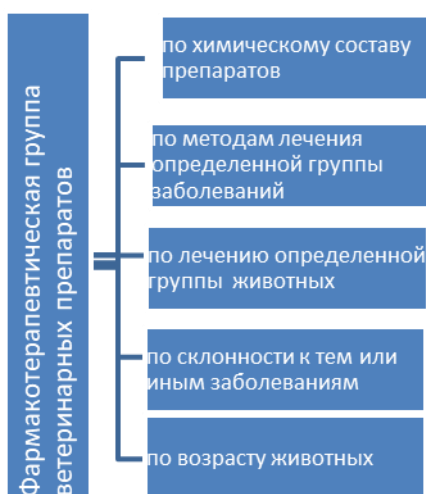 Фармакотерапевтическая группа
ветеринарных препаратов
по химическому составу
препаратов
по методам лечения
определенной группы
заболеваний
по лечению определенной
группы животных
по склонности к тем или
иным заболеваниям
по возрасту животных